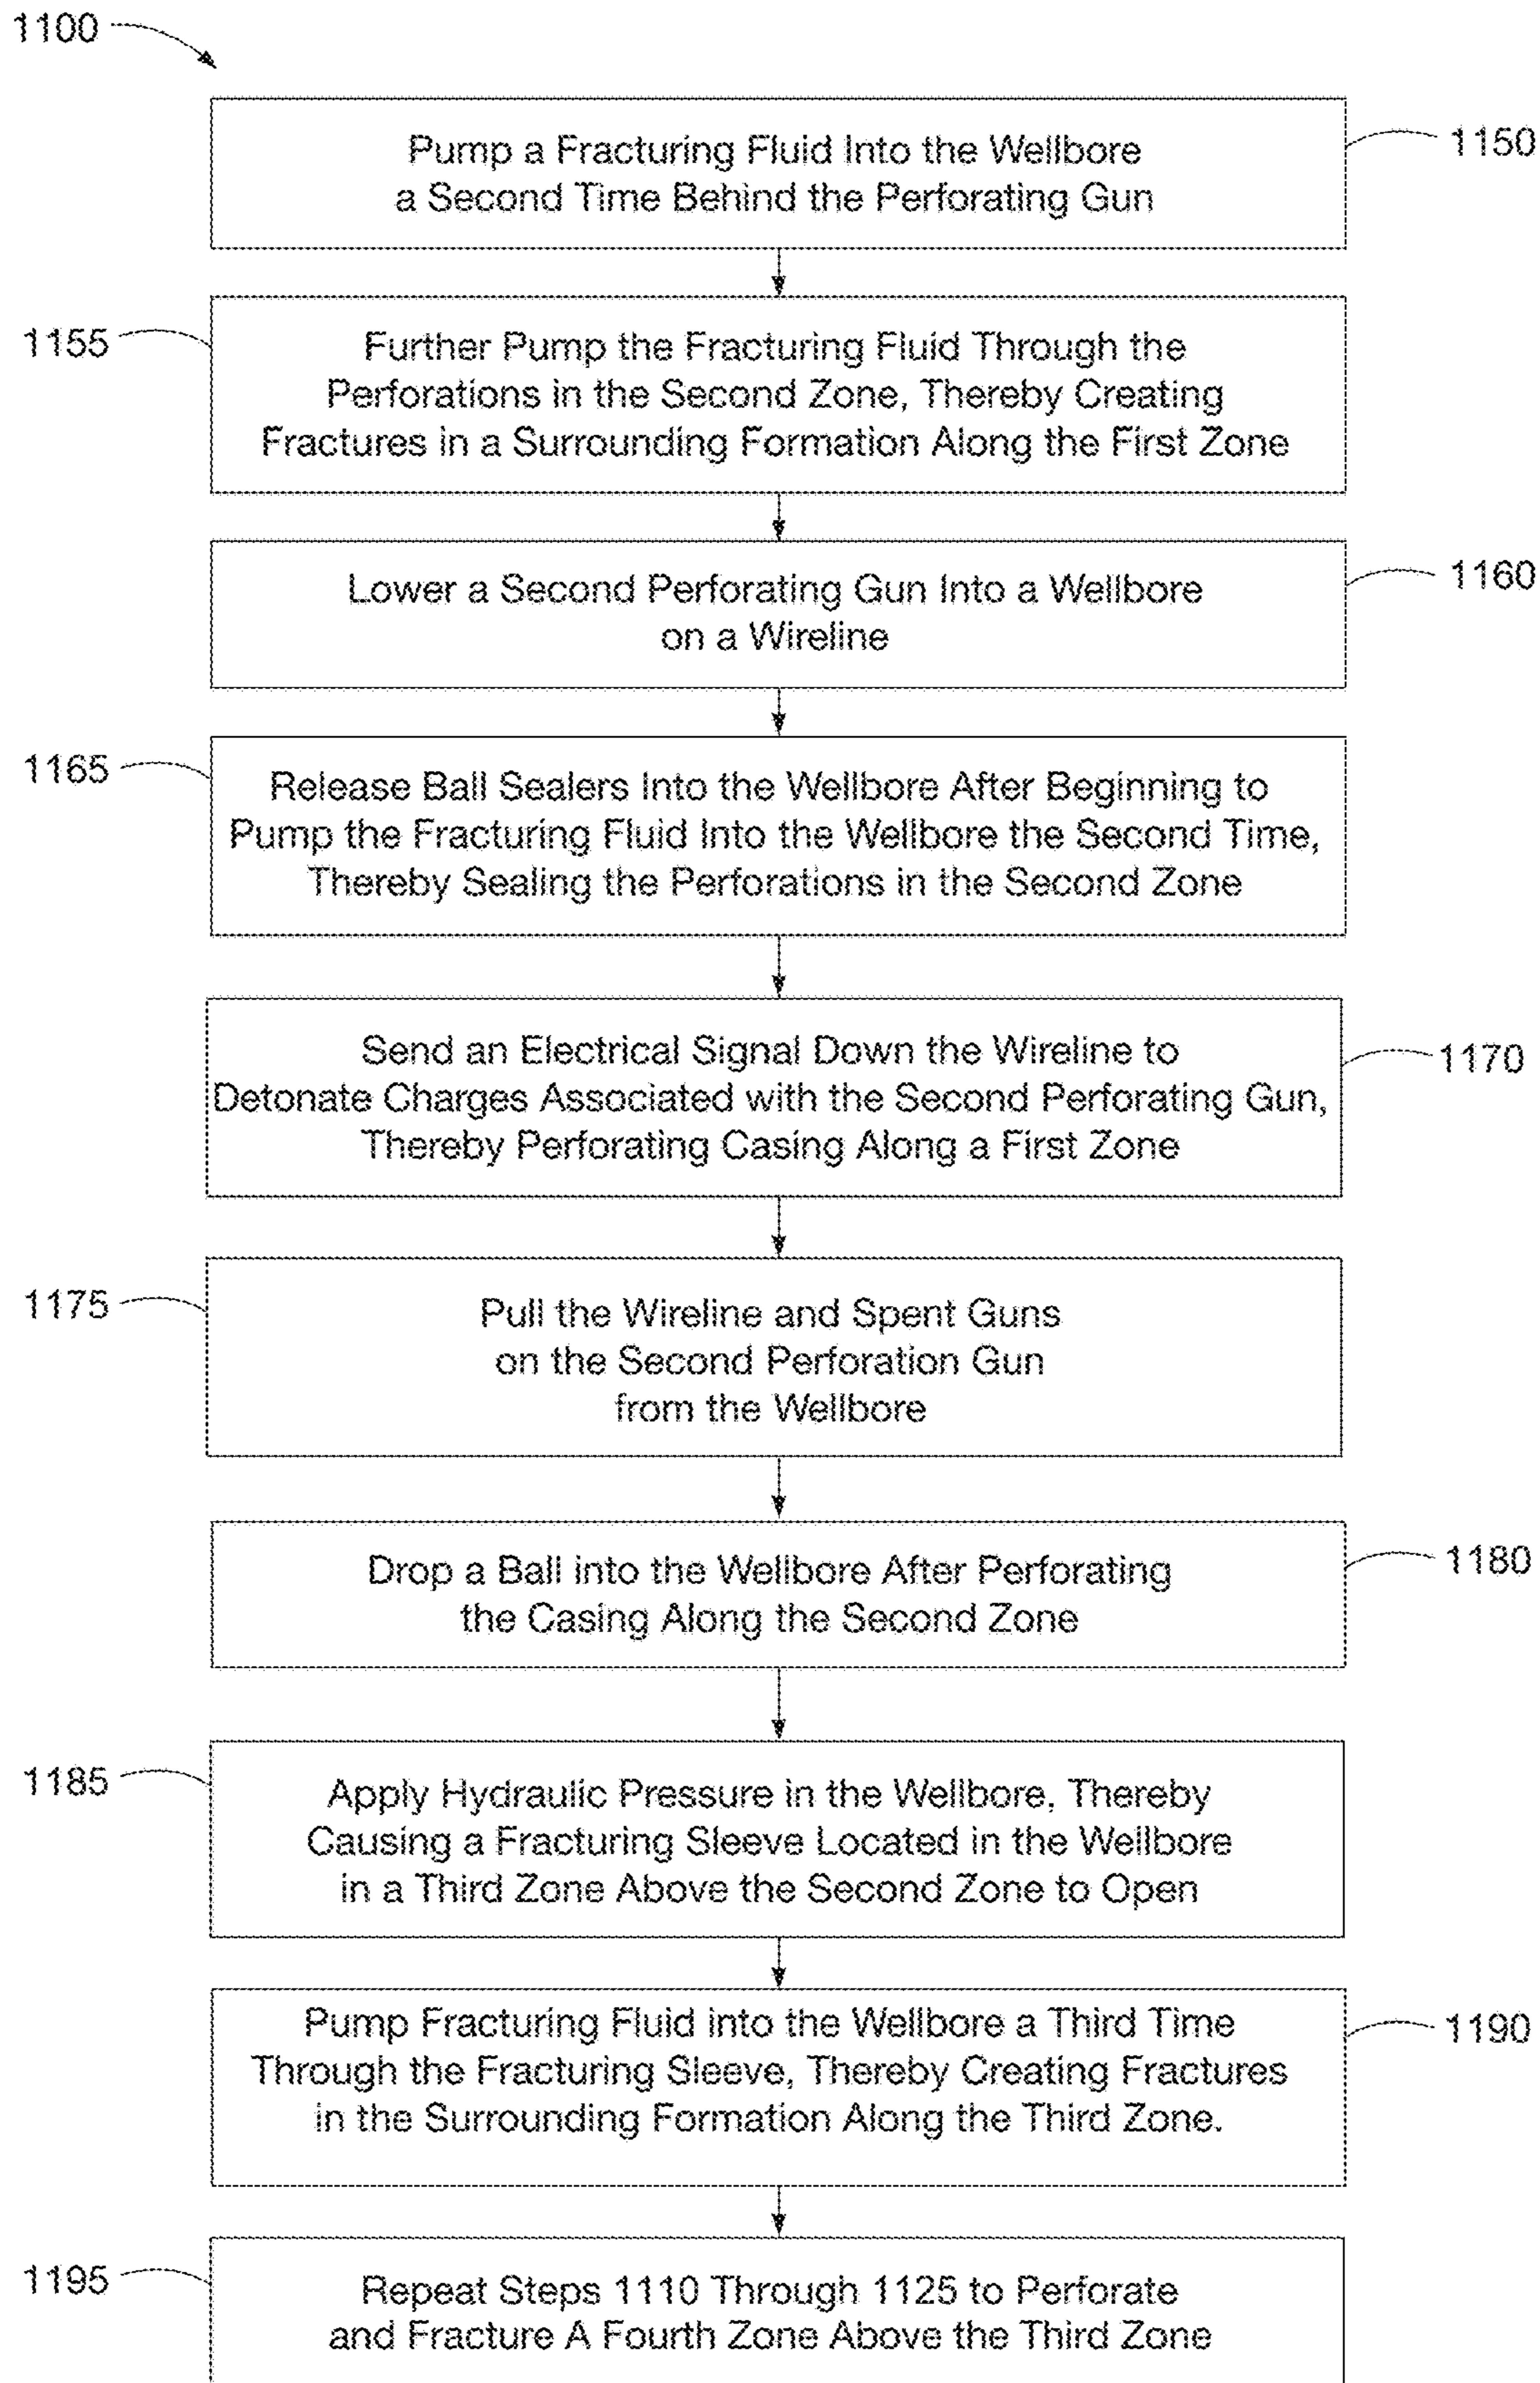 1100
Pump a Fracturing Fluid Into the Wellbore
a Second Time Behind the Perforating Gun
1150
1155
Further Pump the Fracturing Fluid Through the
Perforations in the Second Zone, Thereby Creating
Fractures in a Surrounding Formation Along the First Zone
Lower a Second Perforating Gun Into a Wellbore
on a Wireline
1160
1165
Release Ball Sealers Into the Wellbore After Beginning to
Pump the Fracturing Fluid Into the Wellbore the Second Time,
Thereby Sealing the Perforations in the Second Zone
Send an Electrical Signal Down the Wireline to
Detonate Charges Associated with the Second Perforating Gun,
Thereby Perforating Casing Along a First Zone
1170
1175
Pull the Wireline and Spent Guns
on the Second Perforation Gun
from the Wellbore
Drop a Ball into the Wellbore After Perforating
the Casing Along the Second Zone
1180
1185
Apply Hydraulic Pressure in the Wellbore, Thereby
Causing a Fracturing Sleeve Located in the Wellbore
in a Third Zone Above the Second Zone to Open
Pump Fracturing Fluid into the Wellbore a Third Time
Through the Fracturing Sleeve, Thereby Creating Fractures
in the Surrounding Formation Along the Third Zone.
1190
1195
Repeat Steps 1110 Through 1125 to Perforate
and Fracture A Fourth Zone Above the Third Zone